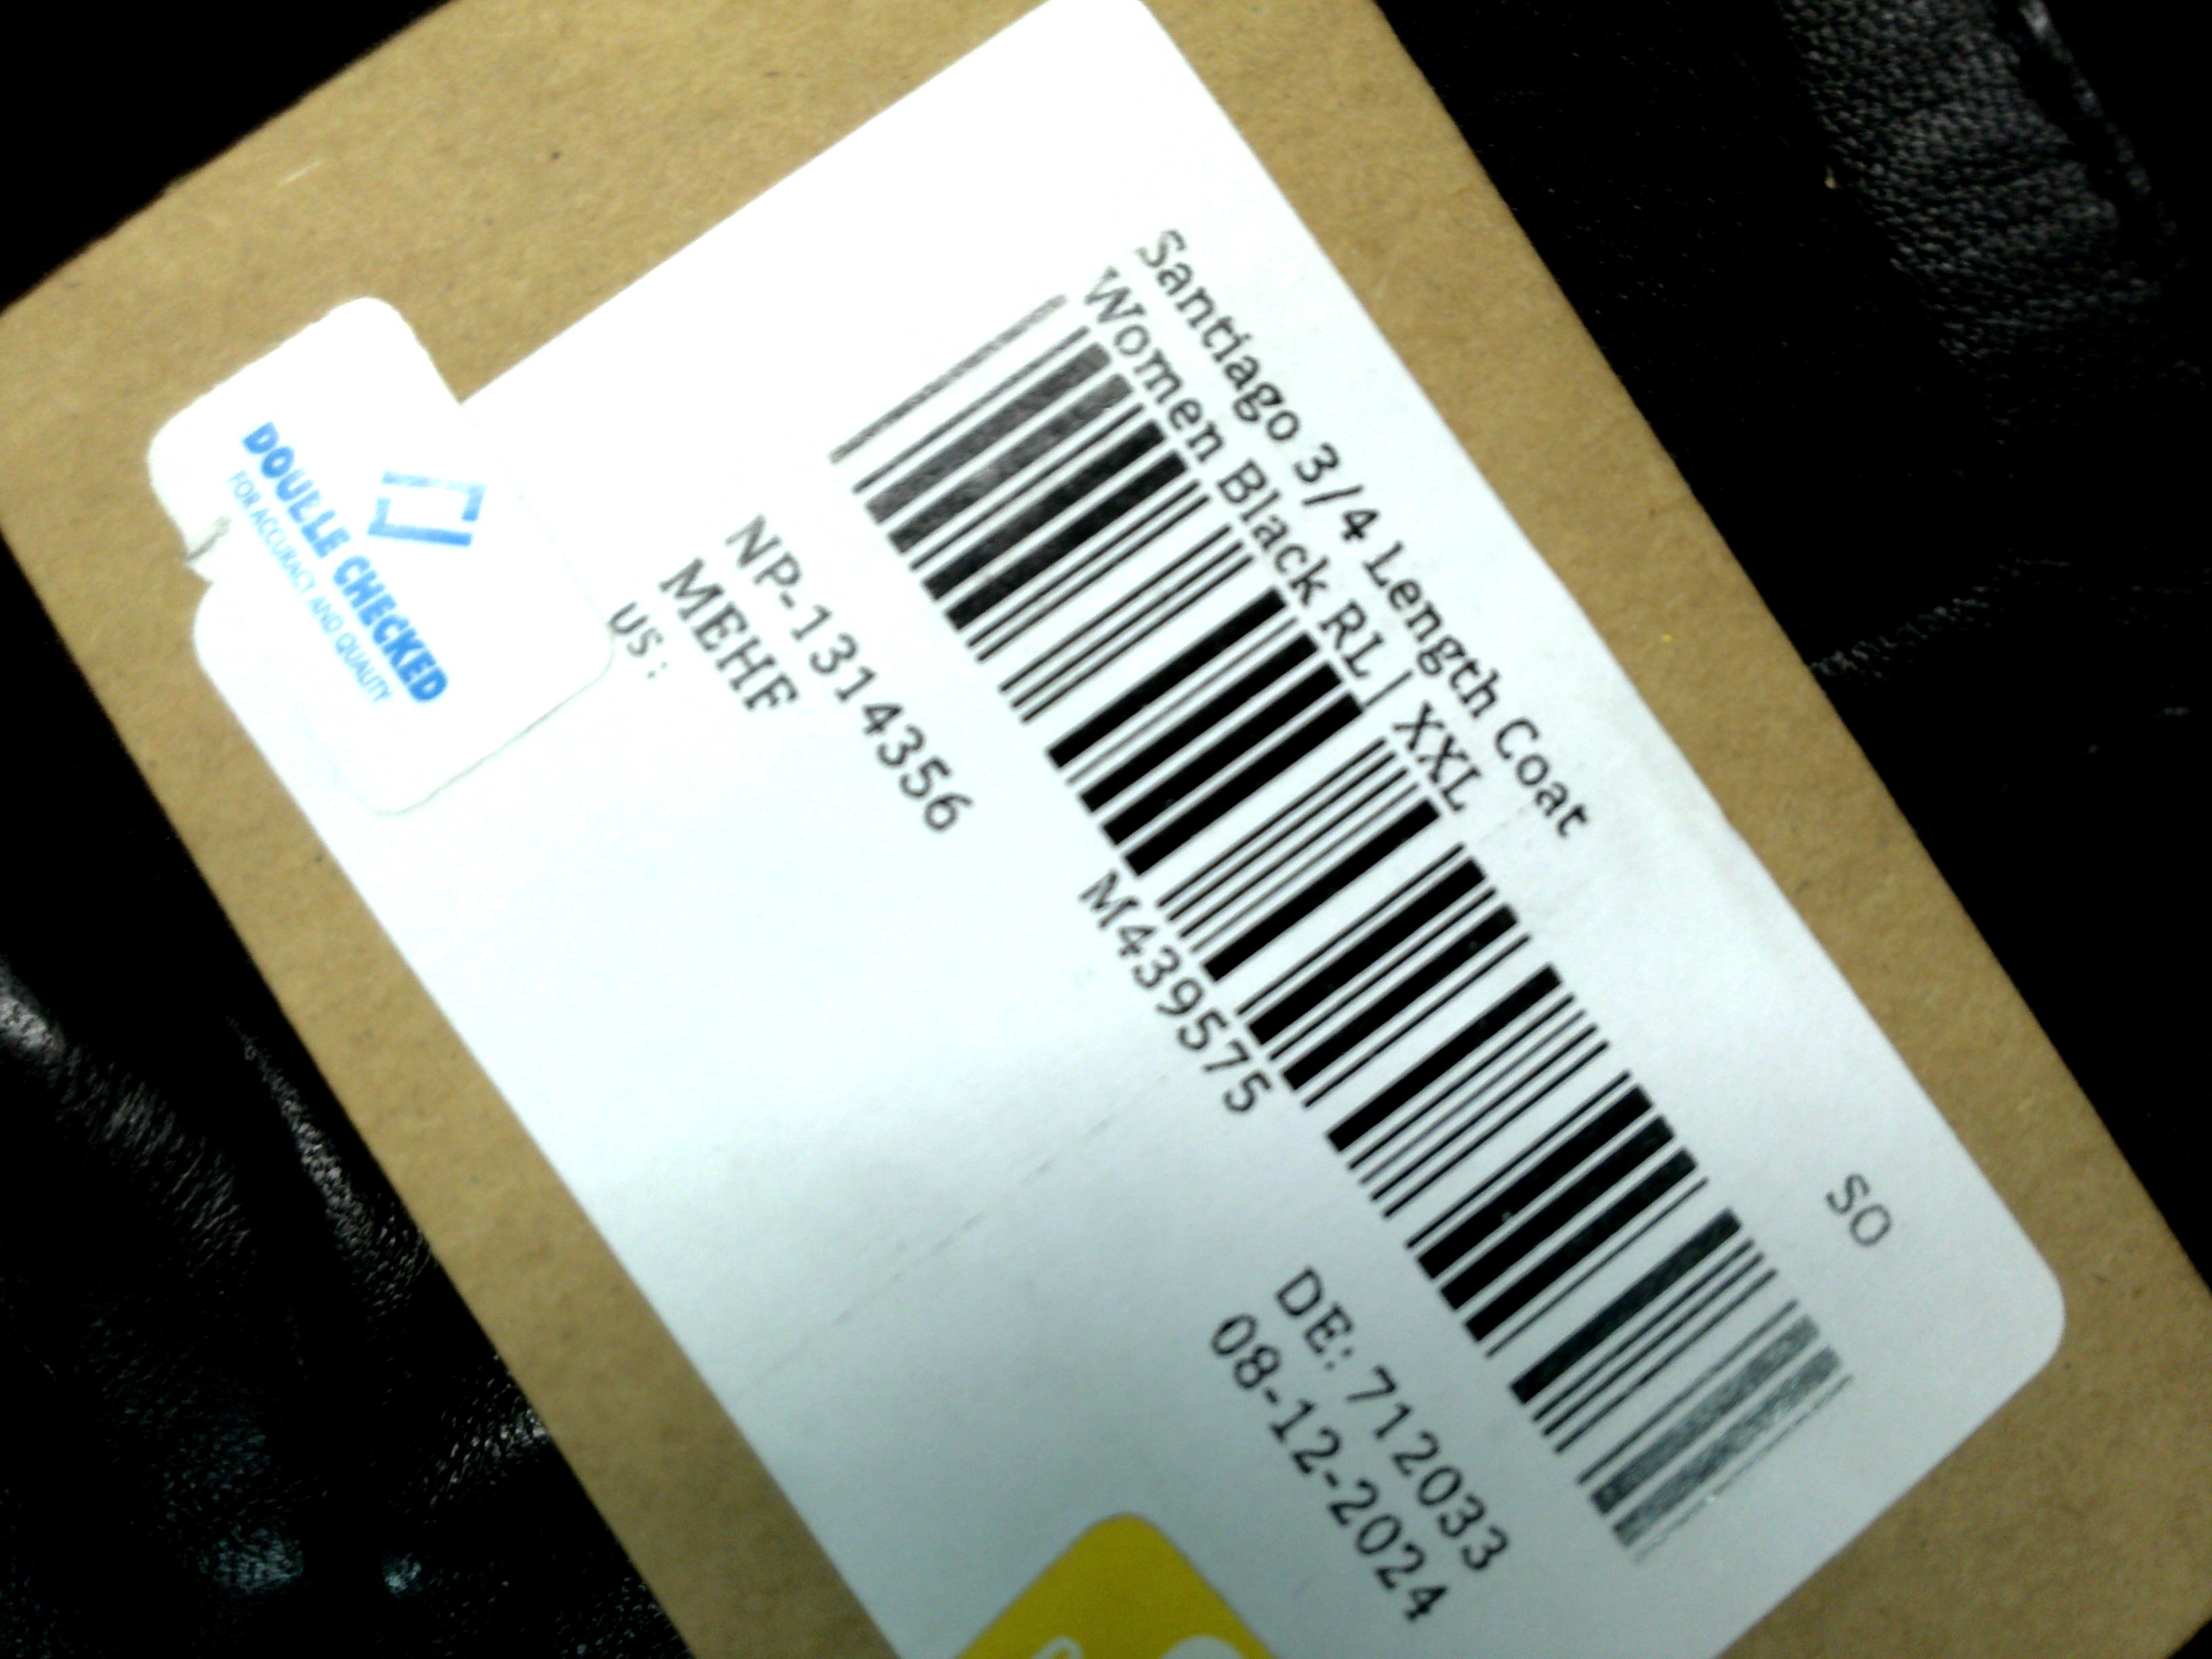 SO
Santiago 3/4 Length Coat
Women Black RL | XXL
M439575
NP-1314356
MEHF
US:
DE: 712033
08-12-2024
DOUBLE CHECKED
FOR ACCURACY AND QUALITY